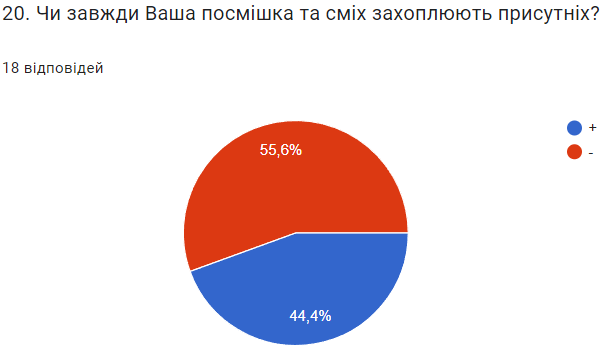 20. Чи завжди Ваша посмішка та сміх захоплюють присутніх?
18 відповідей
+
-
55,6%
44,4%